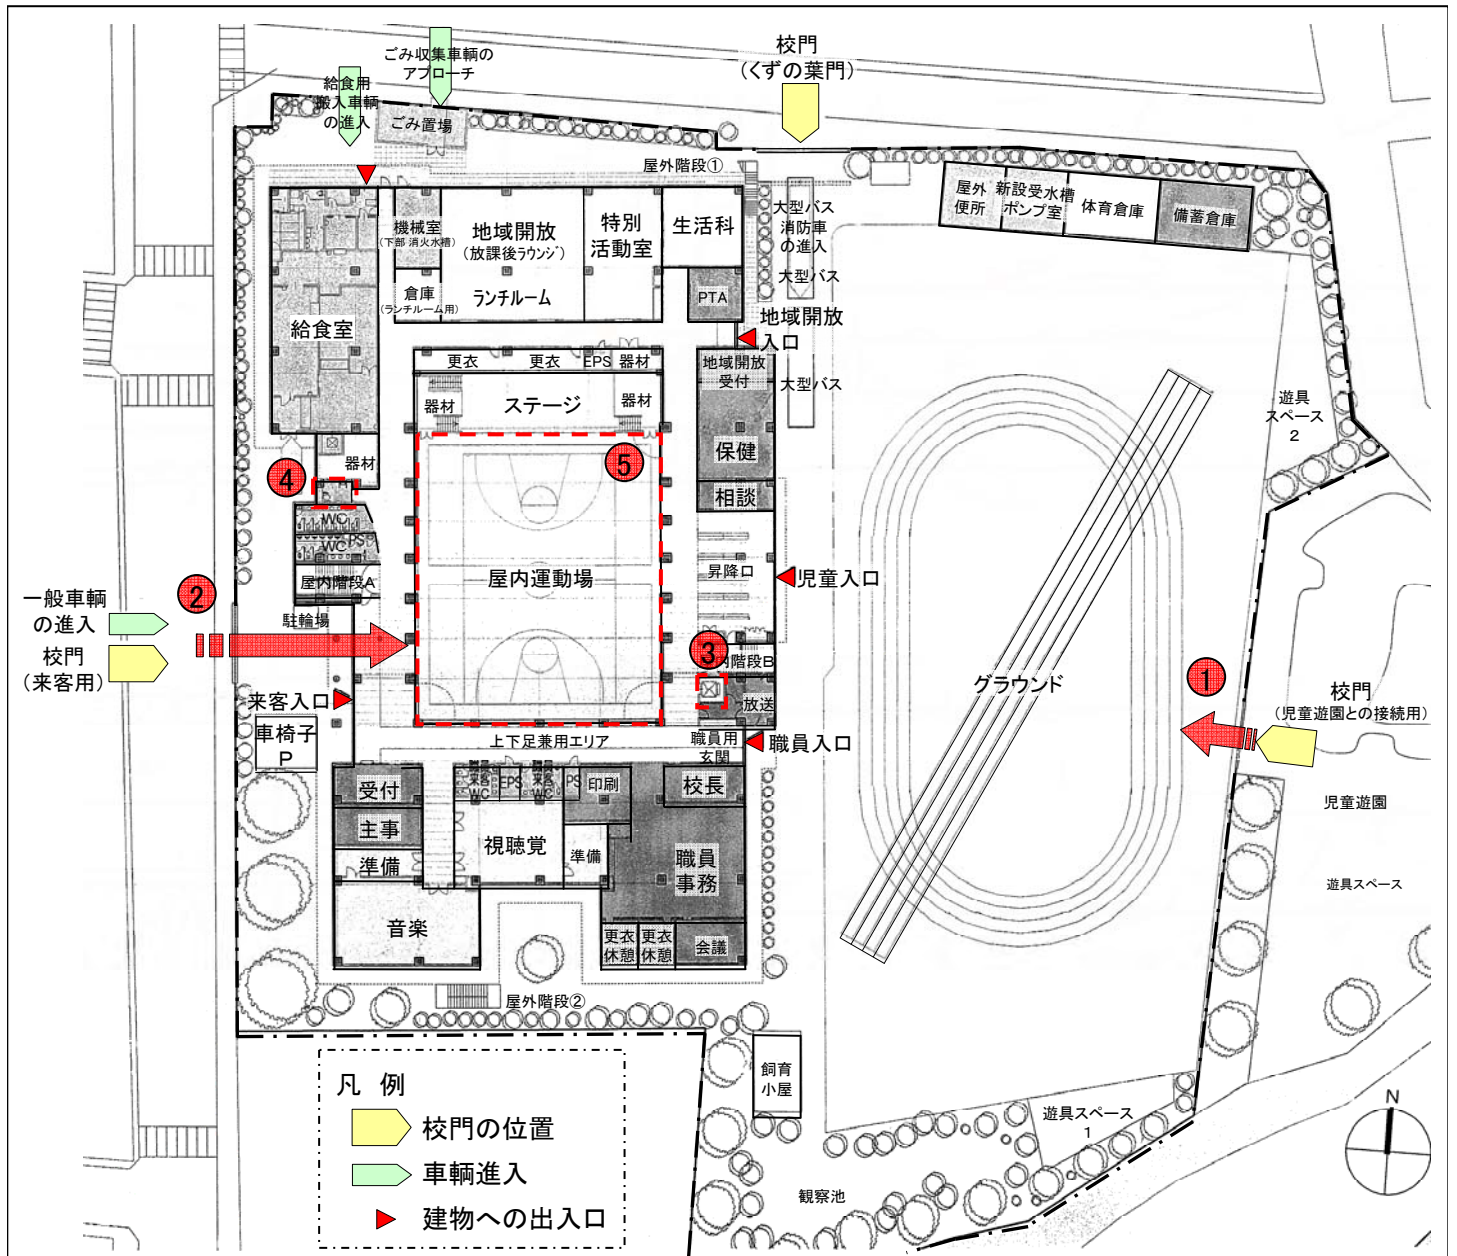 ごみ収集車輌の
アプローチ
校門
(くずの葉門)
給食用
搬入車輌
の進入
ごみ置場
屋外階段①
屋外
便所
新設受水槽
ポンプ室
体育倉庫
備蓄倉庫
大型バス
消防車
の進入
大型バス
機械室
(下部 消火水槽)
地域開放
(放課後ラウンジ)
特別
活動室
生活科
倉庫
(ランチルーム用)
ランチルーム
PTA
給食室
地域開放
入口
更衣
更衣
EPS
器材
地域開放
受付
大型バス
器材
ステージ
器材
遊具
スペース
2
器材
⑤
保健
④
相談
WC
WC
PS
屋内階段A
屋内運動場
昇降口
児童入口
②
一般車輌
の進入
校門
(来客用)
駐輪場
③
内階段B
グラウンド
①
校門
(児童遊園との接続用)
来客入口
放送
車椅子
P
上下足兼用エリア
職員用
玄関
職員入口
受付
来客
WC
EPS
来客
WC
PS
印刷
校長
児童遊園
主事
視聴覚
準備
職員
事務
準備
遊具スペース
音楽
更衣
休憩
更衣
休憩
会議
屋外階段②
飼育
小屋
凡 例
校門の位置
車輌進入
建物への出入口
遊具スペース
1
観察池
N